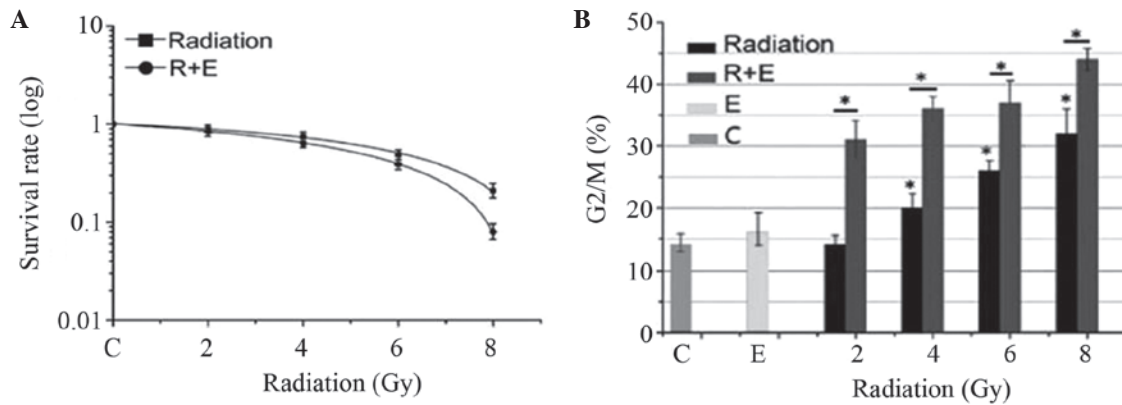 A
Survival rate (log)
10
1
0.1
0.01
Radiation
R+E
C 2 4 6 8
Radiation (Gy)
B
G2/M (%)
50
40
30
20
10
0
Radiation
R+E
E
C
* * * * * * *
C E 2 4 6 8
Radiation (Gy)